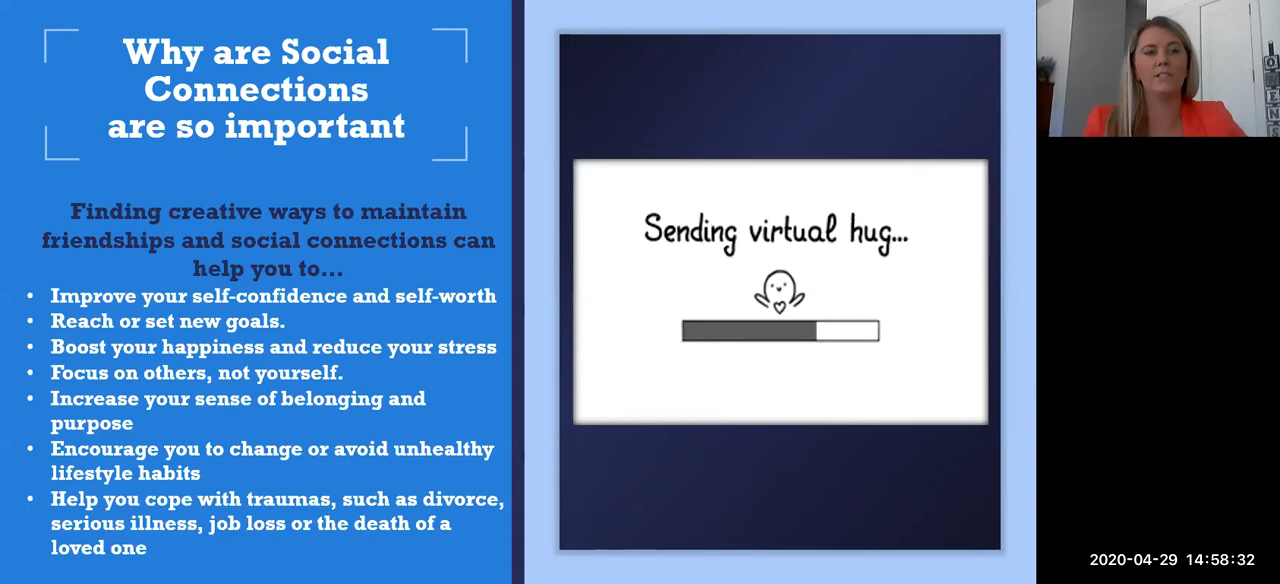 Why are Social
Connections
are so important
Finding creative ways to maintain
friendships and social connections can
help you to...
• Improve your self-confidence and self-worth
• Reach or set new goals.
• Boost your happiness and reduce your stress
• Focus on others, not yourself.
• Increase your sense of belonging and
purpose
• Encourage you to change or avoid unhealthy
lifestyle habits
• Help you cope with traumas, such as divorce,
serious illness, job loss or the death of a
loved one
Sending virtual hug...
2020-04-29 14:58:32